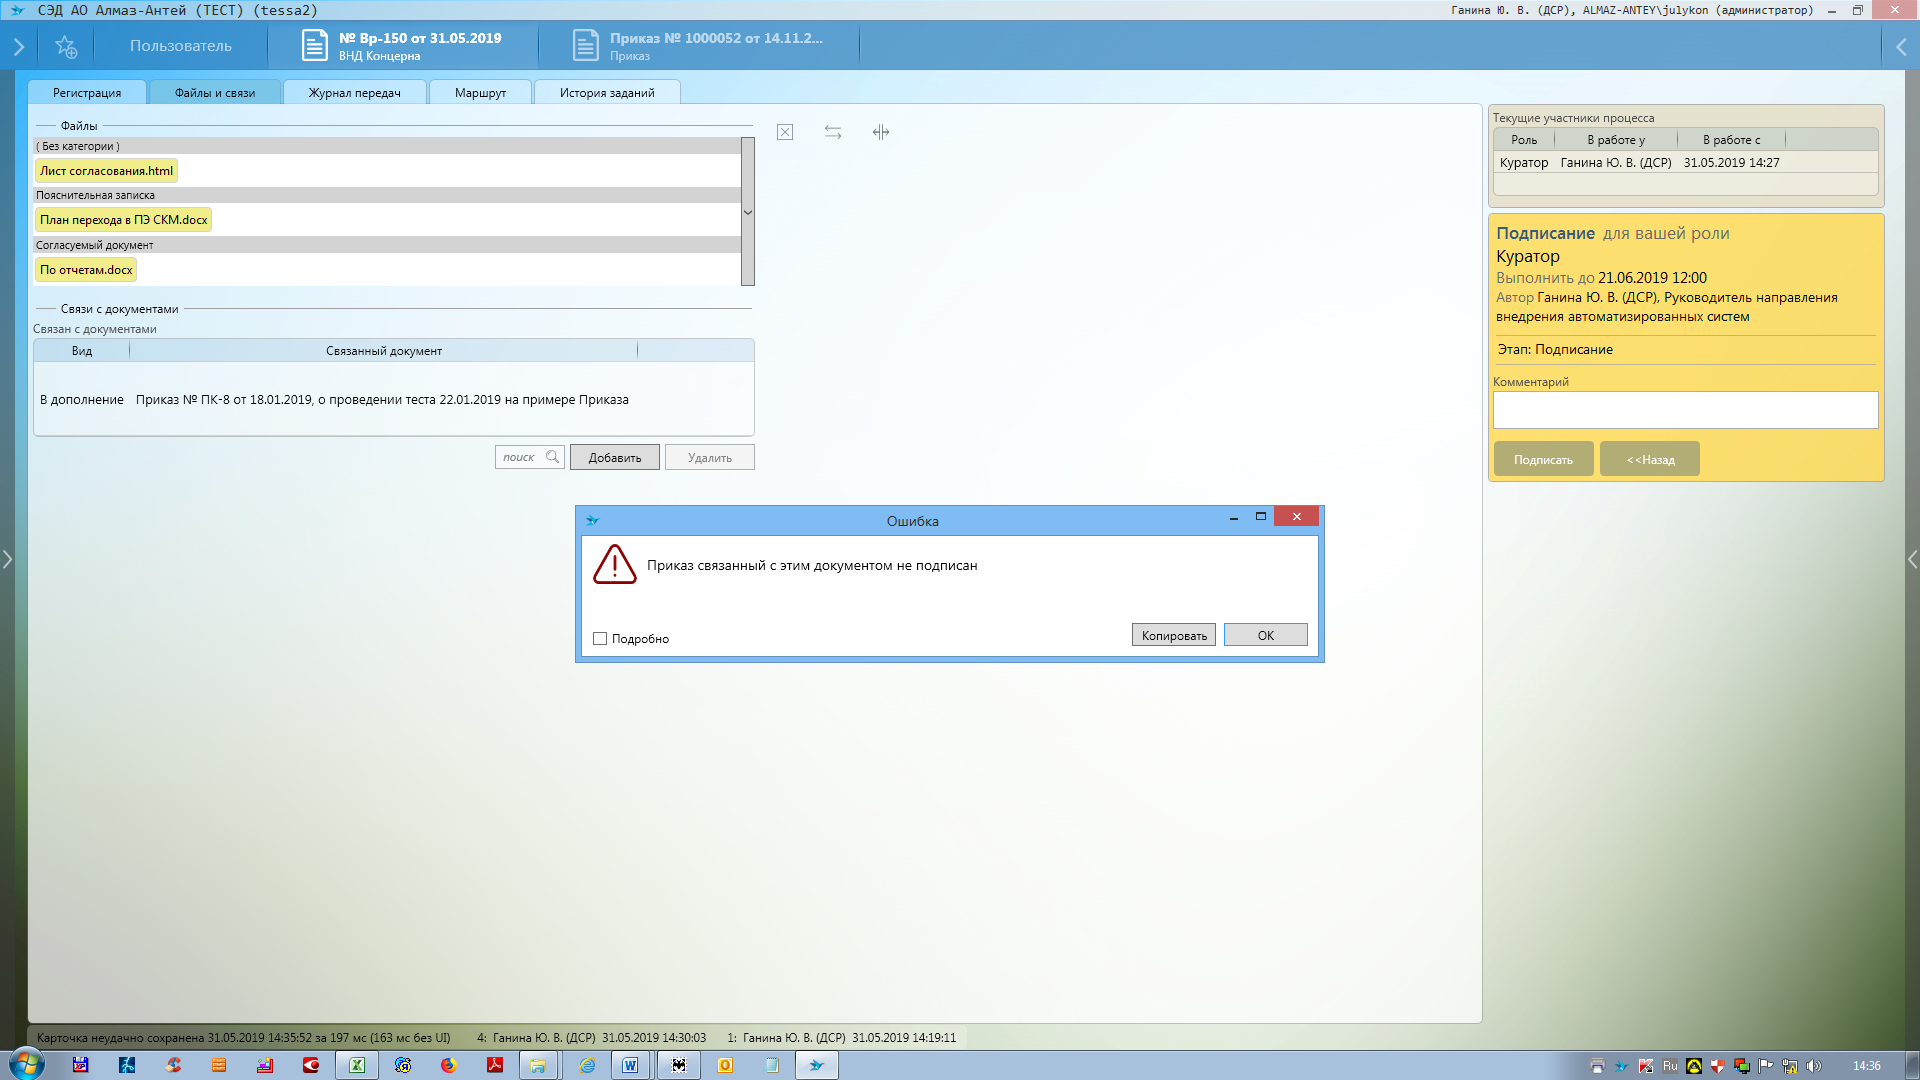 СЭД АО Алмаз-Антей (ТЕСТ) (tessa2)
Ганина Ю. В. (ДСР), ALMAZ-ANTEY\julykon (администратор)
Пользователь
№ Вр-150 от 31.05.2019
ВНД Концерна
Приказ № 1000052 от 14.11.2...
Приказ
Регистрация
Файлы и связи
Журнал передач
Маршрут
История заданий
Файлы
( Без категории )
Лист согласования.html
Пояснительная записка
План перехода в ПЭ СКМ.docx
Согласуемый документ
По отчетам.docx
Связи с документами
Связан с документами
Вид
Связанный документ
В дополнение
Приказ № ПК-8 от 18.01.2019, о проведении теста 22.01.2019 на примере Приказа
поиск
Добавить
Удалить
Текущие участники процесса
Роль
В работе у
В работе с
Куратор
Ганина Ю. В. (ДСР)
31.05.2019 14:27
Подписание для вашей роли
Куратор
Выполнить до 21.06.2019 12:00
Автор Ганина Ю. В. (ДСР), Руководитель направления
внедрения автоматизированных систем
Этап: Подписание
Комментарий
Подписать
<<Назад
Ошибка
Приказ связанный с этим документом не подписан
Подробно
Копировать
ОК
Карточка неудачно сохранена 31.05.2019 14:35:52 за 197 мс (163 мс без UI)
4: Ганина Ю. В. (ДСР) 31.05.2019 14:30:03
1: Ганина Ю. В. (ДСР) 31.05.2019 14:19:11
Ru
14:36